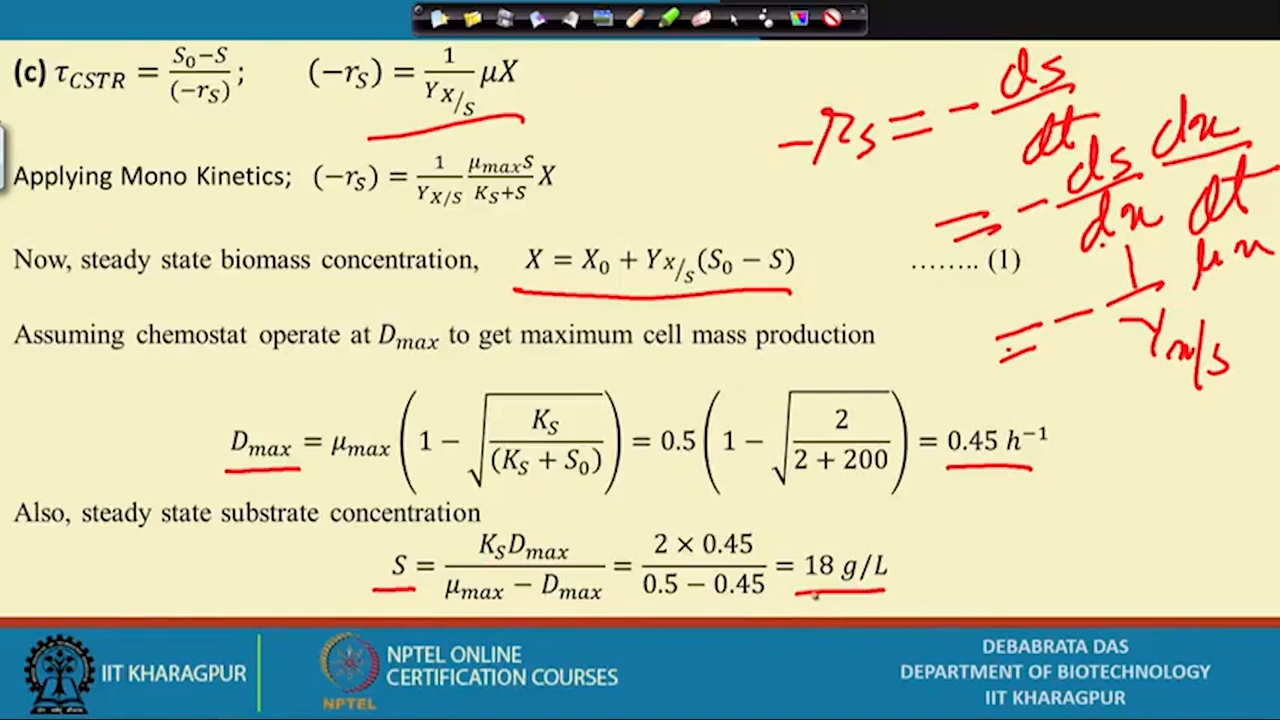 (c) τ_CSTR = (S₀−S)/(−r_S) ; (−r_S) = 1/Y_X/S μX
Applying Mono Kinetics; (−r_S) = 1/Y_X/S μ_max S/(K_S+S) X
Now, steady state biomass concentration, X = X₀ + Y_X/S (S₀ − S) …….. (1)
Assuming chemostat operate at D_max to get maximum cell mass production
D_max = μ_max (1 − √(K_S/(K_S + S₀))) = 0.5 (1 − √(2/(2 + 200))) = 0.45 h⁻¹
Also, steady state substrate concentration
S = K_S D_max/(μ_max − D_max) = (2 × 0.45)/(0.5 − 0.45) = 18 g/L
−rs = − ds/dt
= − ds/dx dx/dt
= − 1/Yx/s μx
IIT KHARAGPUR
NPTEL
NPTEL ONLINE
CERTIFICATION COURSES
DEBABRATA DAS
DEPARTMENT OF BIOTECHNOLOGY
IIT KHARAGPUR